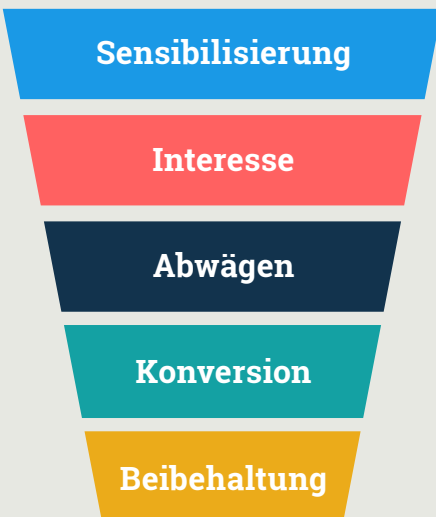 Sensibilisierung
Interesse
Abwägen
Konversion
Beibehaltung